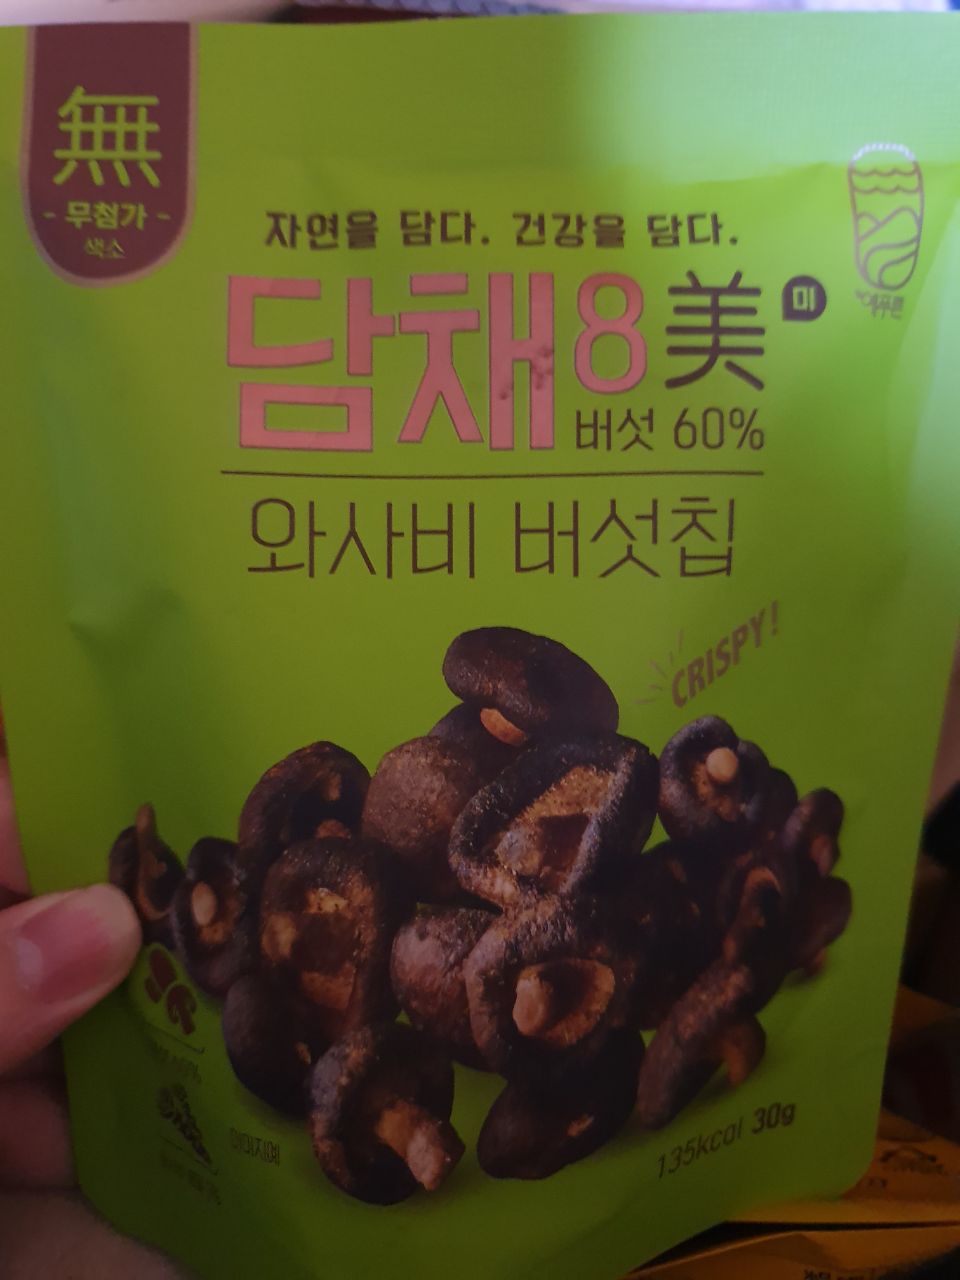 無
- 무첨가 -
색소
자연을 담다. 건강을 담다.
담채8美 미
버섯 60%
와사비 버섯칩
CRISPY!
135kcal 30g